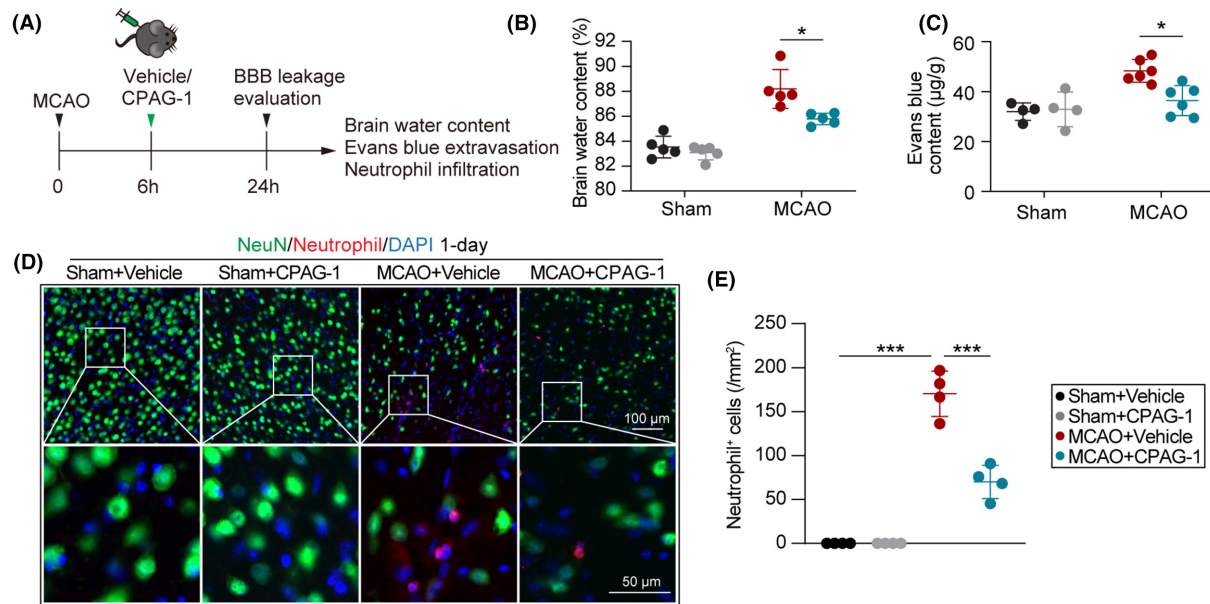 (A)
Vehicle/
CPAG-1
BBB leakage
evaluation
MCAO
Brain water content
Evans blue extravasation
Neutrophil infiltration
0
6h
24h
(B)
Brain water content (%)
92
90
88
86
84
82
80
*
Sham
MCAO
(C)
Evans blue
content (μg/g)
60
40
20
0
*
Sham
MCAO
(D)
NeuN/Neutrophil/DAPI 1-day
Sham+Vehicle
Sham+CPAG-1
MCAO+Vehicle
MCAO+CPAG-1
100 μm
50 μm
(E)
Neutrophil⁺ cells (/mm²)
250
200
150
100
50
0
***
***
Sham+Vehicle
Sham+CPAG-1
MCAO+Vehicle
MCAO+CPAG-1